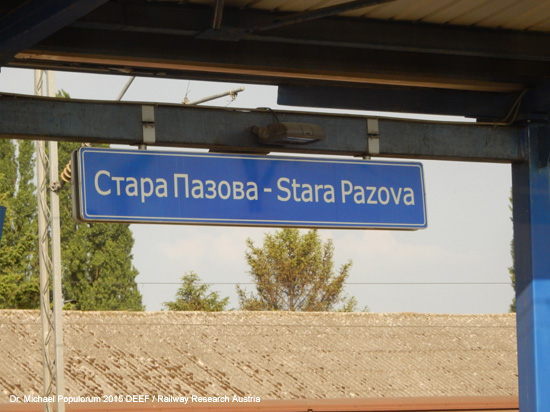 Стара Пазова - Stara Pazova
Dr. Michael Populorum 2015 DEEF / Railway Research Austria